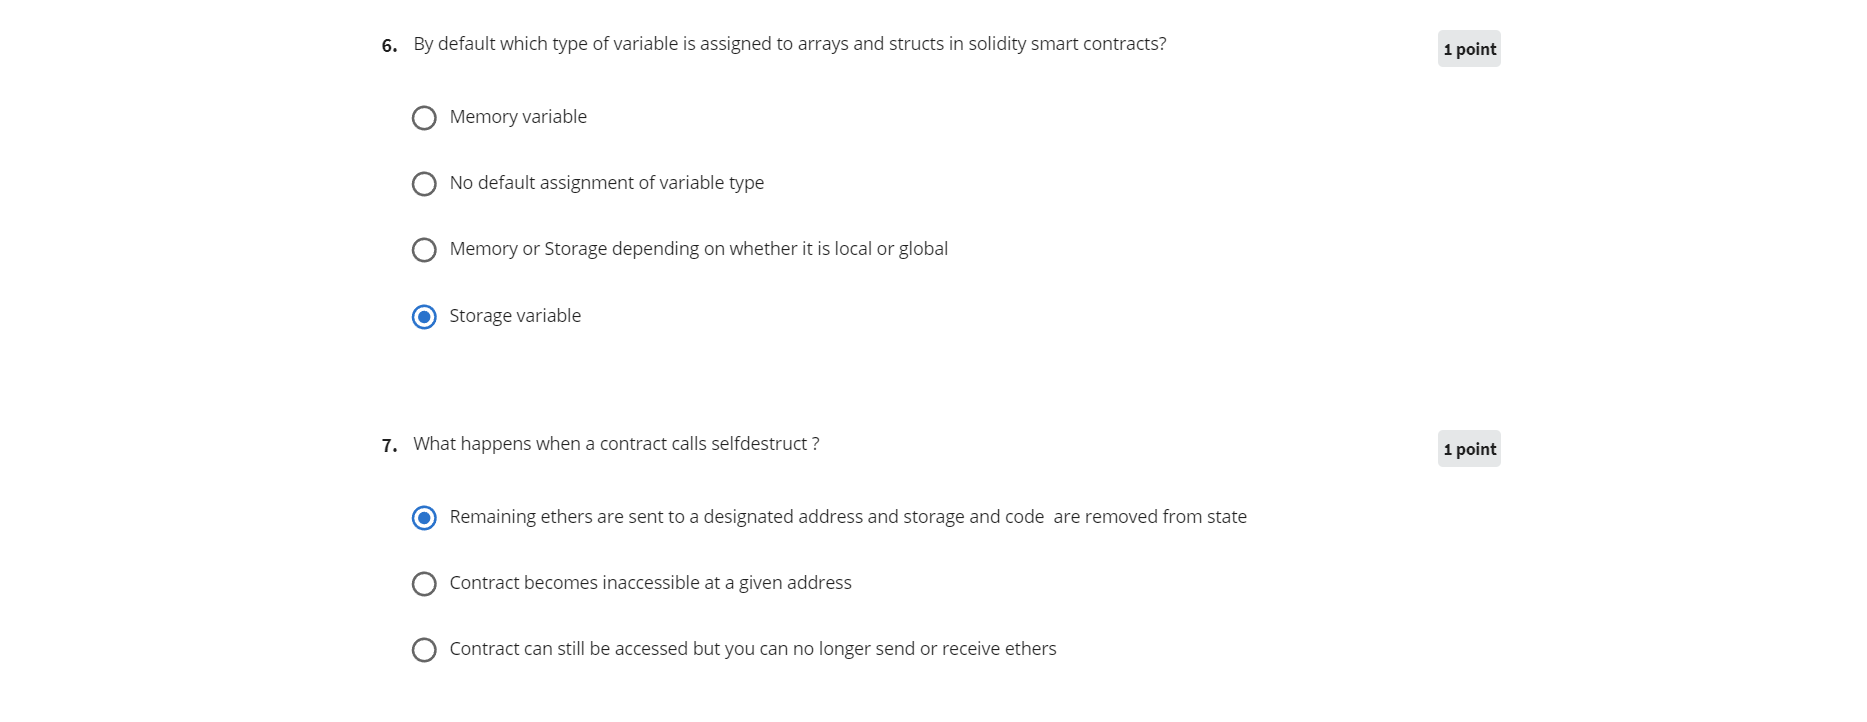 6. By default which type of variable is assigned to arrays and structs in solidity smart contracts?
1 point
Memory variable
No default assignment of variable type
Memory or Storage depending on whether it is local or global
Storage variable
7. What happens when a contract calls selfdestruct ?
1 point
Remaining ethers are sent to a designated address and storage and code  are removed from state
Contract becomes inaccessible at a given address
Contract can still be accessed but you can no longer send or receive ethers